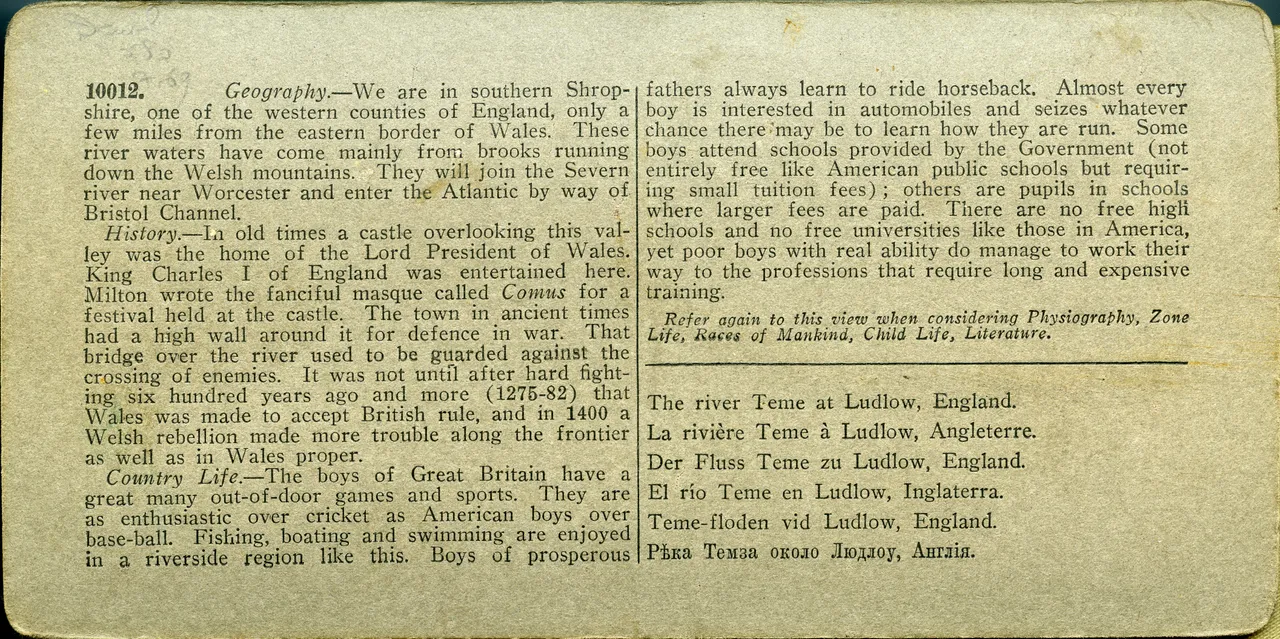 10012. Geography.—We are in southern Shrop-
shire, one of the western counties of England, only a
few miles from the eastern border of Wales. These
river waters have come mainly from brooks running
down the Welsh mountains. They will join the Severn
river near Worcester and enter the Atlantic by way of
Bristol Channel.
History.—In old times a castle overlooking this val-
ley was the home of the Lord President of Wales.
King Charles I of England was entertained here.
Milton wrote the fanciful masque called Comus for a
festival held at the castle. The town in ancient times
had a high wall around it for defence in war. That
bridge over the river used to be guarded against the
crossing of enemies. It was not until after hard fight-
ing six hundred years ago and more (1275-82) that
Wales was made to accept British rule, and in 1400 a
Welsh rebellion made more trouble along the frontier
as well as in Wales proper.
Country Life.—The boys of Great Britain have a
great many out-of-door games and sports. They are
as enthusiastic over cricket as American boys over
base-ball. Fishing, boating and swimming are enjoyed
in a riverside region like this. Boys of prosperous
fathers always learn to ride horseback. Almost every
boy is interested in automobiles and seizes whatever
chance there may be to learn how they are run. Some
boys attend schools provided by the Government (not
entirely free like American public schools but requir-
ing small tuition fees); others are pupils in schools
where larger fees are paid. There are no free high
schools and no free universities like those in America,
yet poor boys with real ability do manage to work their
way to the professions that require long and expensive
training.
Refer again to this view when considering Physiography, Zone
Life, Races of Mankind, Child Life, Literature.
The river Teme at Ludlow, England.
La rivière Teme à Ludlow, Angleterre.
Der Fluss Teme zu Ludlow, England.
El río Teme en Ludlow, Inglaterra.
Teme-floden vid Ludlow, England.
Рѣка Темза около Людлоу, Англія.